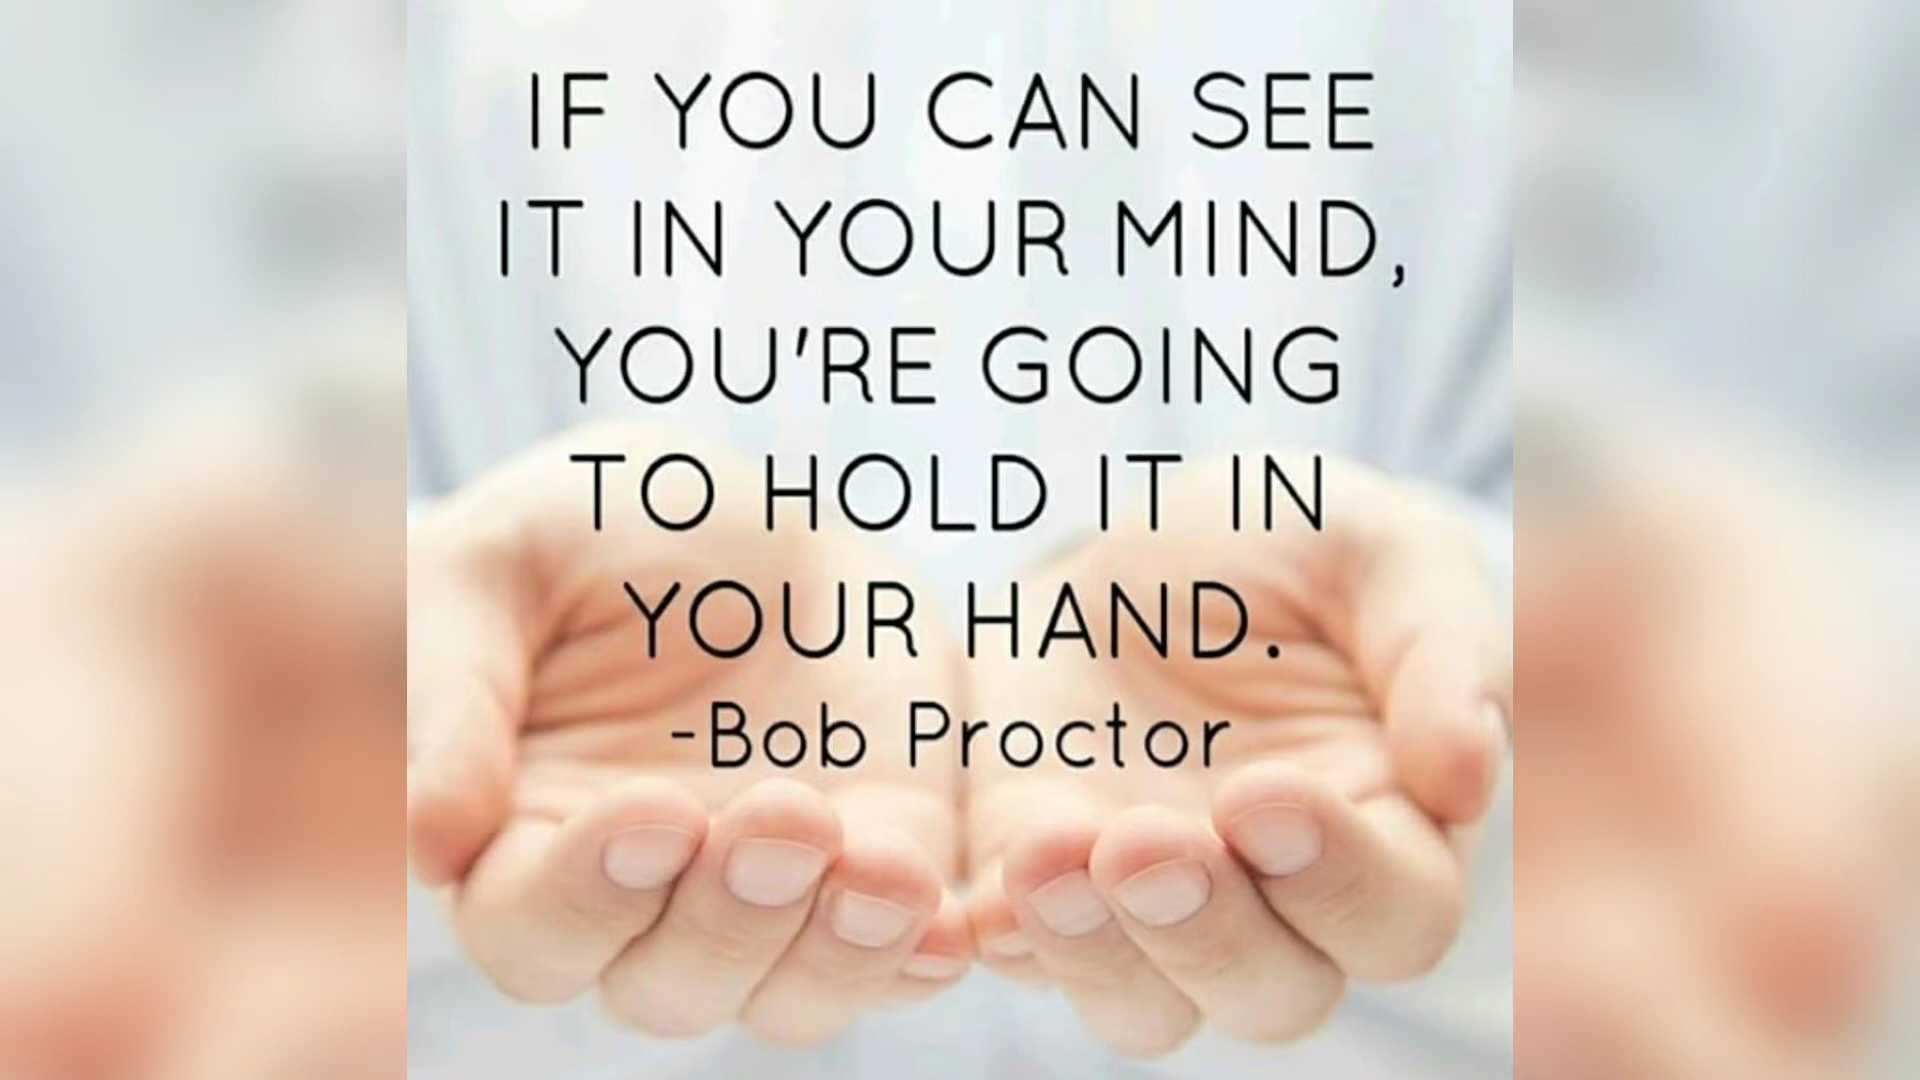 IF YOU CAN SEE
IT IN YOUR MIND,
YOU'RE GOING
TO HOLD IT IN
YOUR HAND.
-Bob Proctor